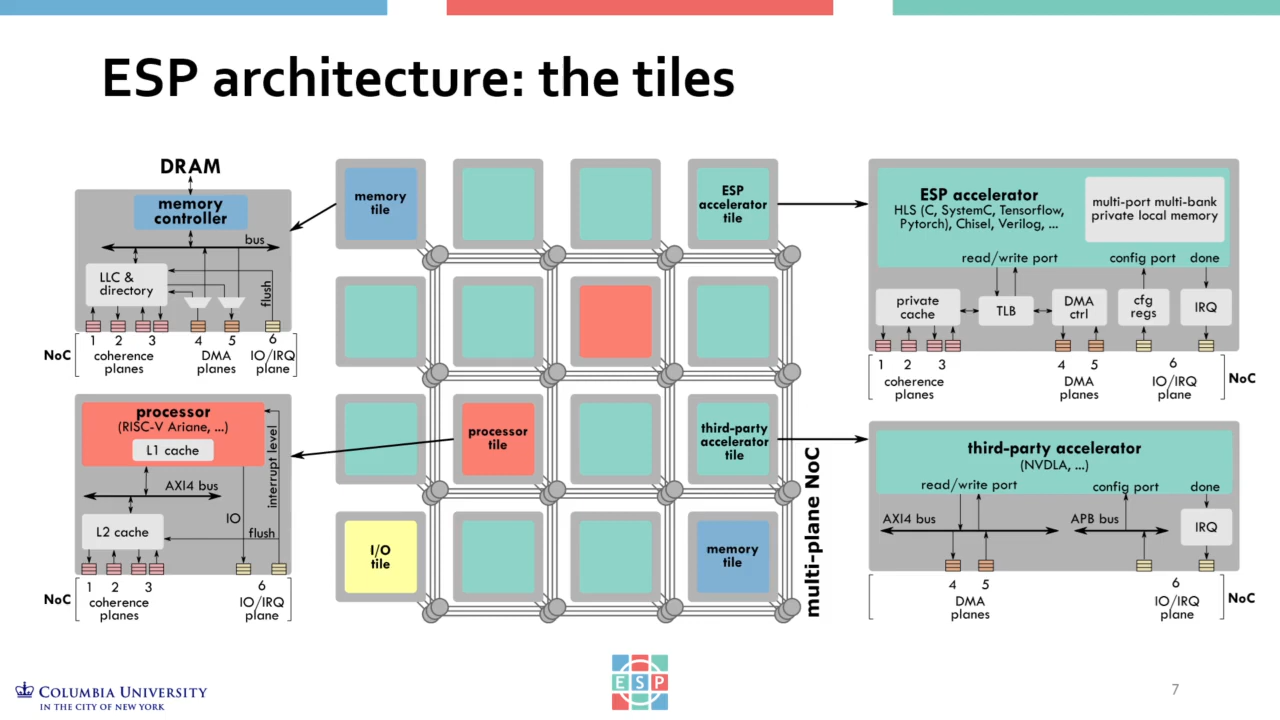 ESP architecture: the tiles
DRAM
memory
controller
bus
LLC &
directory
flush
1 2 3 4 5 6
NoC
coherence
planes
DMA
planes
IO/IRQ
plane
processor
(RISC-V Ariane, ...)
L1 cache
interrupt level
AXI4 bus
IO
L2 cache
flush
1 2 3 6
NoC
coherence
planes
IO/IRQ
plane
memory
tile
ESP
accelerator
tile
processor
tile
third-party
accelerator
tile
I/O
tile
memory
tile
multi-plane NoC
ESP accelerator
HLS (C, SystemC, Tensorflow,
Pytorch), Chisel, Verilog, ...
multi-port multi-bank
private local memory
read/write port
config port
done
private
cache
TLB
DMA
ctrl
cfg
regs
IRQ
1 2 3 4 5 6
coherence
planes
DMA
planes
IO/IRQ
plane
NoC
third-party accelerator
(NVDLA, ...)
read/write port
config port
done
AXI4 bus
APB bus
IRQ
4 5 6
DMA
planes
IO/IRQ
plane
NoC
COLUMBIA UNIVERSITY
IN THE CITY OF NEW YORK
ESP
7